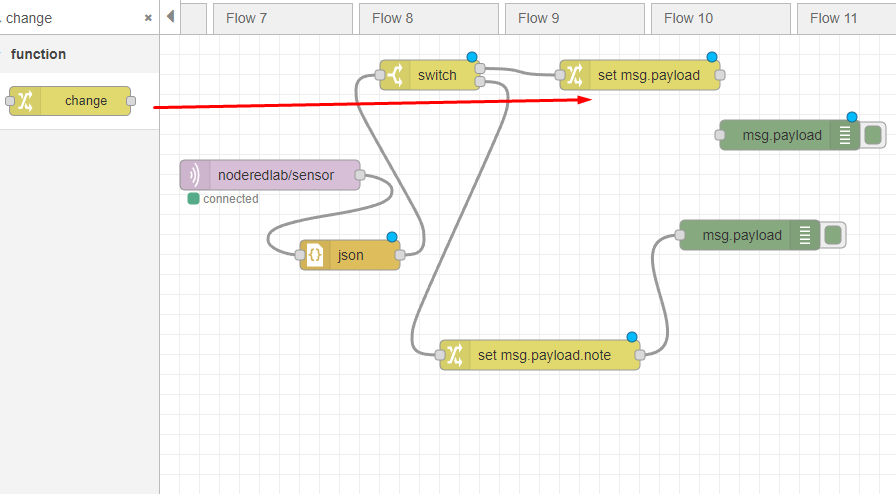 change
Flow 7
Flow 8
Flow 9
Flow 10
Flow 11
function
change
switch
set msg.payload
msg.payload
noderedlab/sensor
connected
msg.payload
{} json
set msg.payload.note